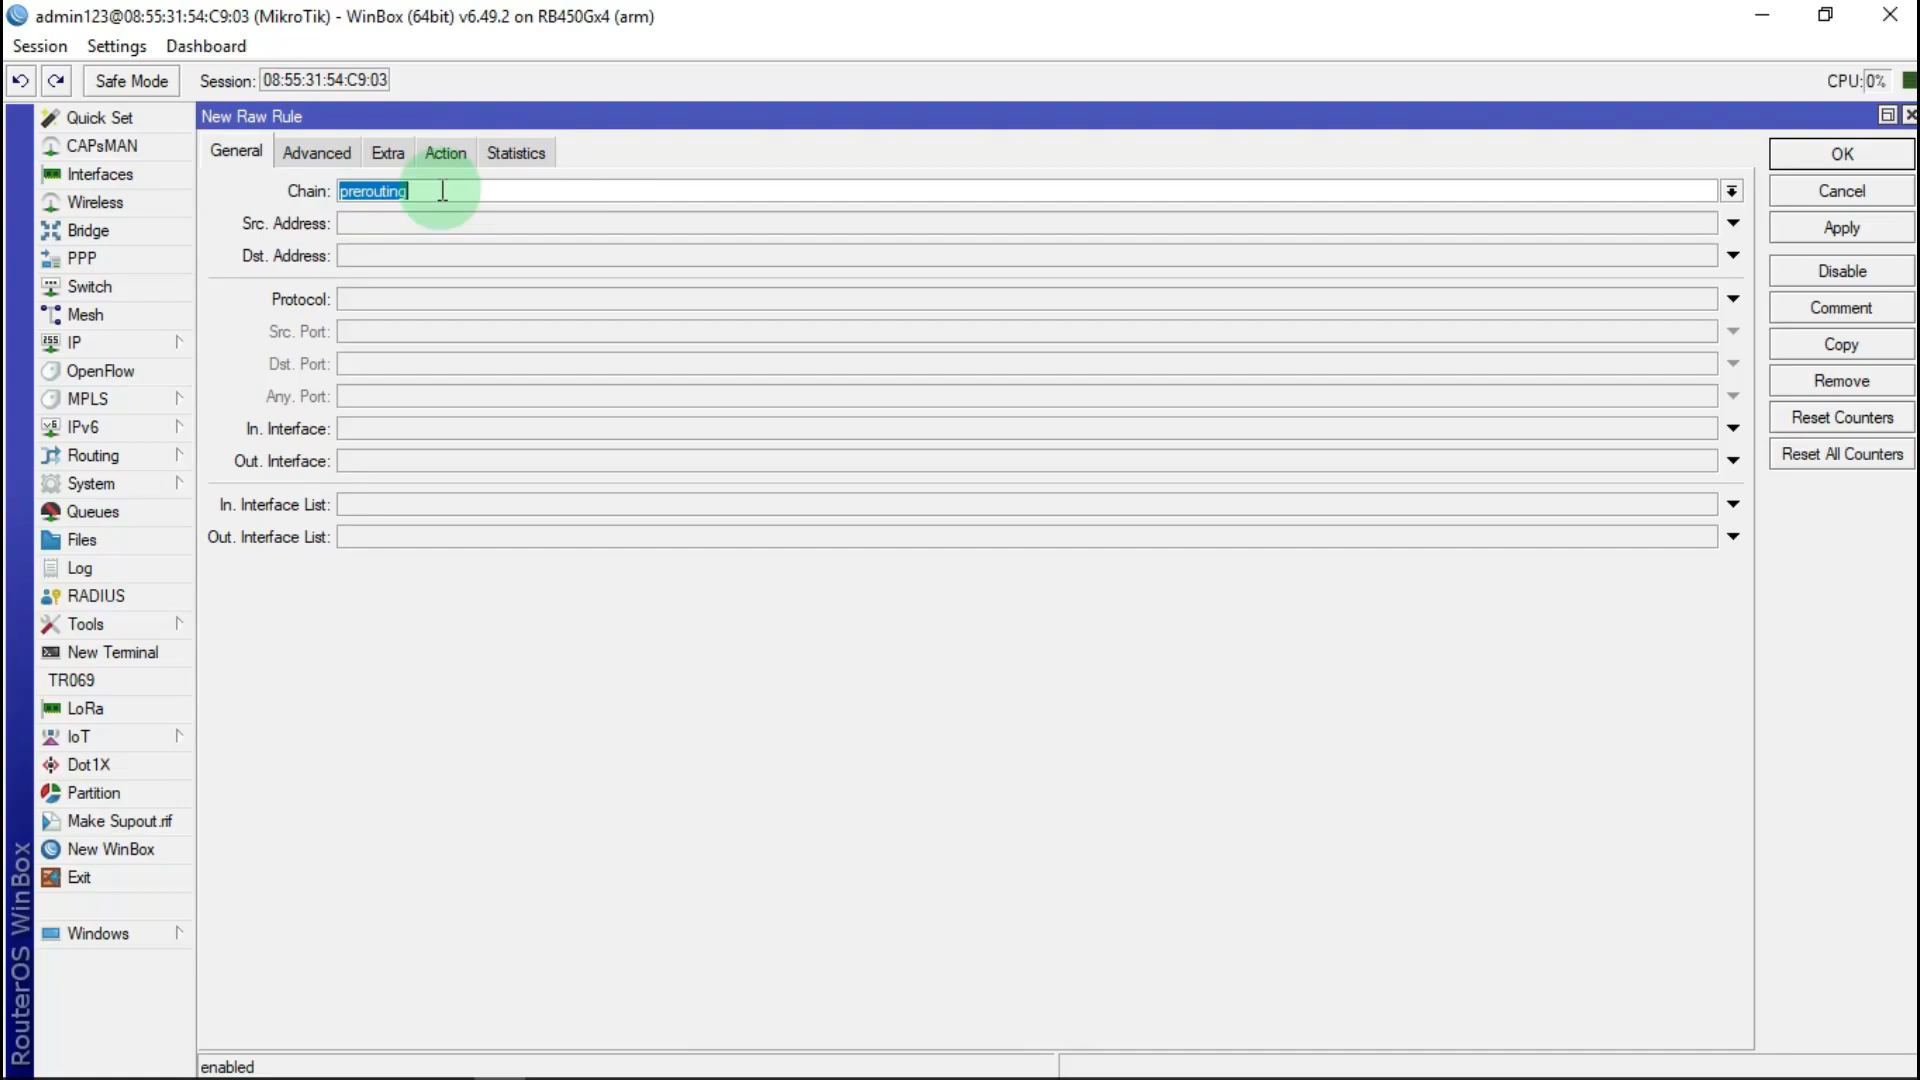 admin123@08:55:31:54:C9:03 (MikroTik) - WinBox (64bit) v6.49.2 on RB450Gx4 (arm)
Session Settings Dashboard
Safe Mode Session: 08:55:31:54:C9:03 CPU: 0%
Quick Set
CAPsMAN
Interfaces
Wireless
Bridge
PPP
Switch
Mesh
IP
OpenFlow
MPLS
IPv6
Routing
System
Queues
Files
Log
RADIUS
Tools
New Terminal
TR069
LoRa
IoT
Dot1X
Partition
Make Supout.rif
New WinBox
Exit
Windows
RouterOS WinBox
New Raw Rule
General Advanced Extra Action Statistics
Chain: prerouting
Src. Address:
Dst. Address:
Protocol:
Src. Port:
Dst. Port:
Any. Port:
In. Interface:
Out. Interface:
In. Interface List:
Out. Interface List:
OK
Cancel
Apply
Disable
Comment
Copy
Remove
Reset Counters
Reset All Counters
enabled